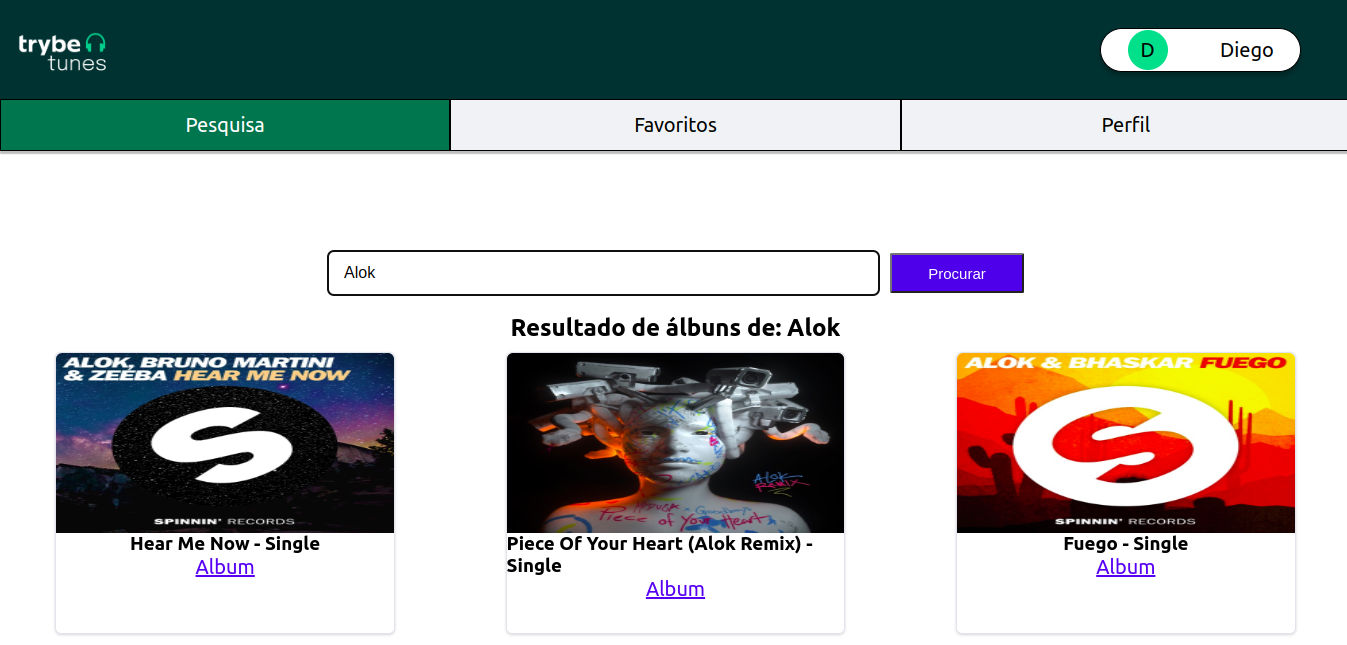 trybe
tunes
D
Diego
Pesquisa
Favoritos
Perfil
Alok
Procurar
Resultado de álbuns de: Alok
ALOK, BRUNO MARTINI
& ZEEBA HEAR ME NOW
SPINNIN' RECORDS
Hear Me Now - Single
Album
ALOK
REMIX
Piece of Your Heart
Piece Of Your Heart (Alok Remix) -
Single
Album
ALOK & BHASKAR FUEGO
SPINNIN' RECORDS
Fuego - Single
Album